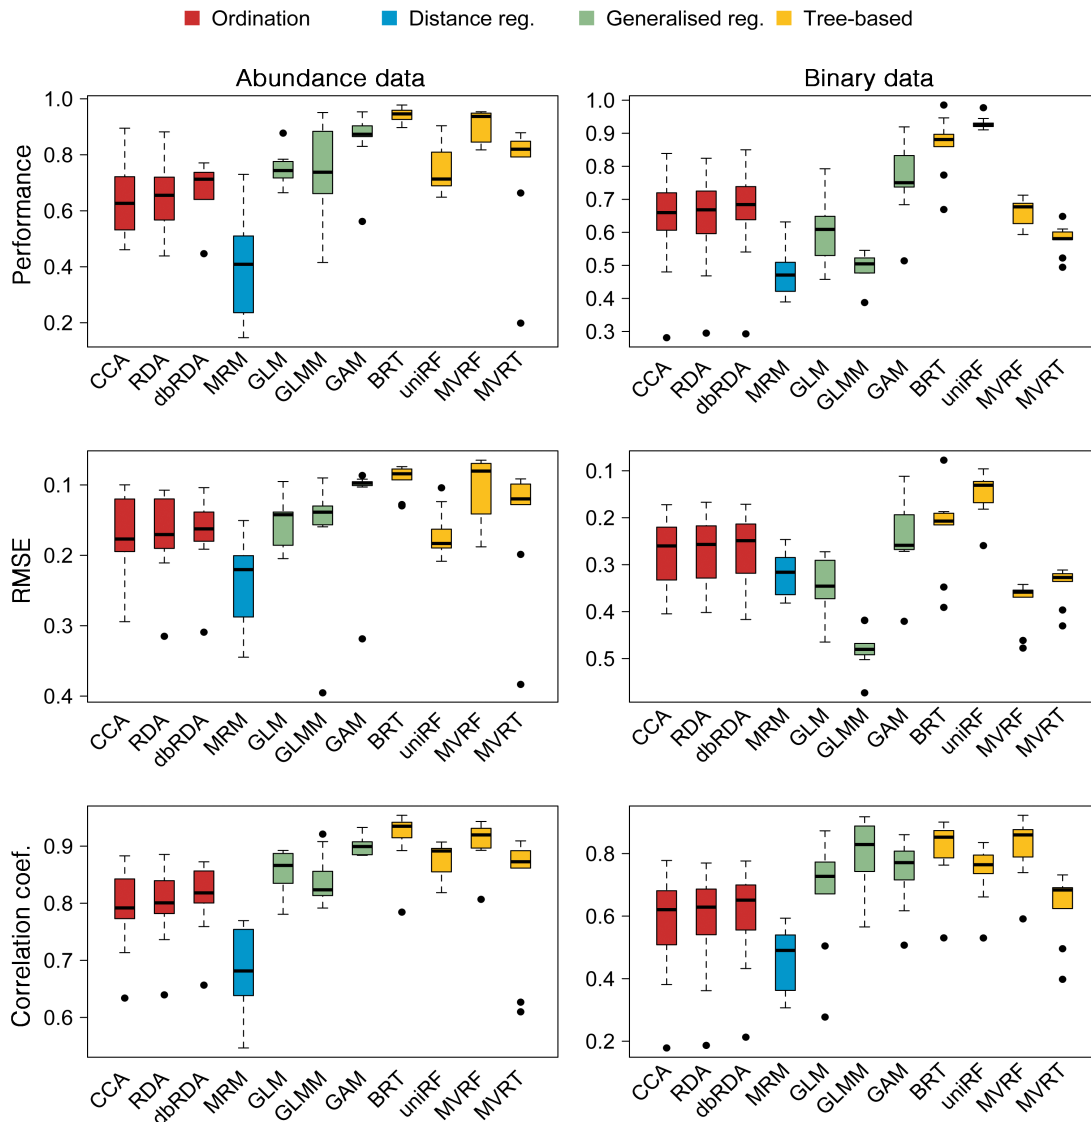 Ordination Distance reg. Generalised reg. Tree-based
Abundance data Binary data
Performance
1.0
0.8
0.6
0.4
0.2
CCA RDA dbRDA MRM GLM GLMM GAM BRT uniRF MVRF MVRT
1.0
0.9
0.8
0.7
0.6
0.5
0.4
0.3
CCA RDA dbRDA MRM GLM GLMM GAM BRT uniRF MVRF MVRT
RMSE
0.1
0.2
0.3
0.4
CCA RDA dbRDA MRM GLM GLMM GAM BRT uniRF MVRF MVRT
0.1
0.2
0.3
0.4
0.5
CCA RDA dbRDA MRM GLM GLMM GAM BRT uniRF MVRF MVRT
Correlation coef.
0.9
0.8
0.7
0.6
CCA RDA dbRDA MRM GLM GLMM GAM BRT uniRF MVRF MVRT
0.8
0.6
0.4
0.2
CCA RDA dbRDA MRM GLM GLMM GAM BRT uniRF MVRF MVRT